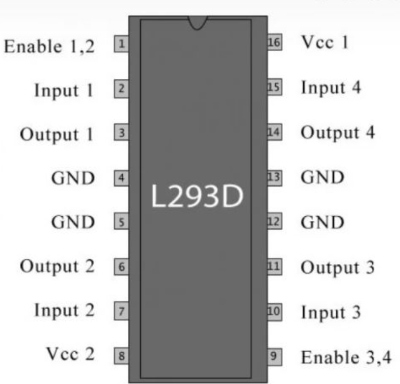 Enable 1,2 1 16 Vcc 1
Input 1 2 15 Input 4
Output 1 3 14 Output 4
GND 4 13 GND
L293D
GND 5 12 GND
Output 2 6 11 Output 3
Input 2 7 10 Input 3
Vcc 2 8 9 Enable 3,4